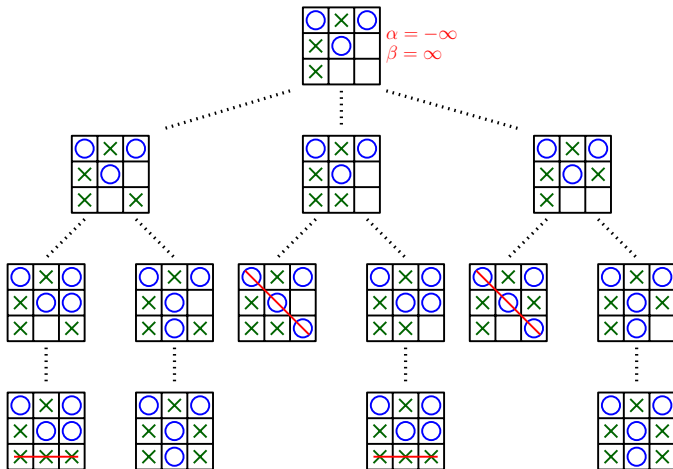 α = −∞
β = ∞